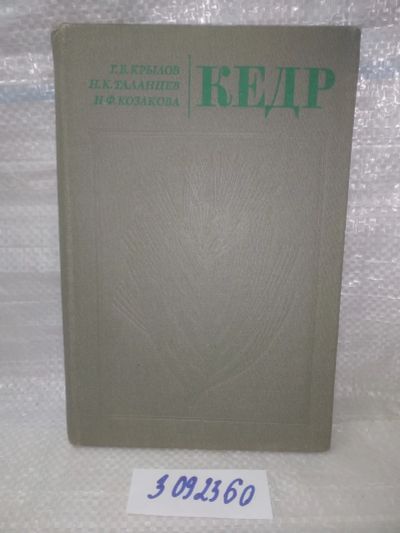 Г. В. КРЫЛОВ
Н. К. ТАЛАНЦЕВ
Н Ф. КОЗАКОВА
КЕДР
3 092360